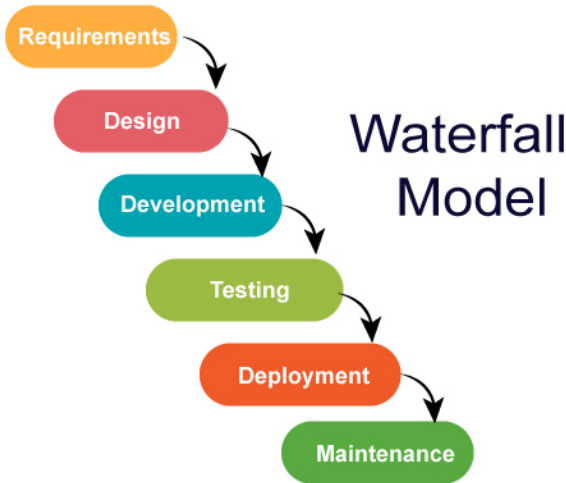 Requirements
Design
Waterfall
Model
Development
Testing
Deployment
Maintenance